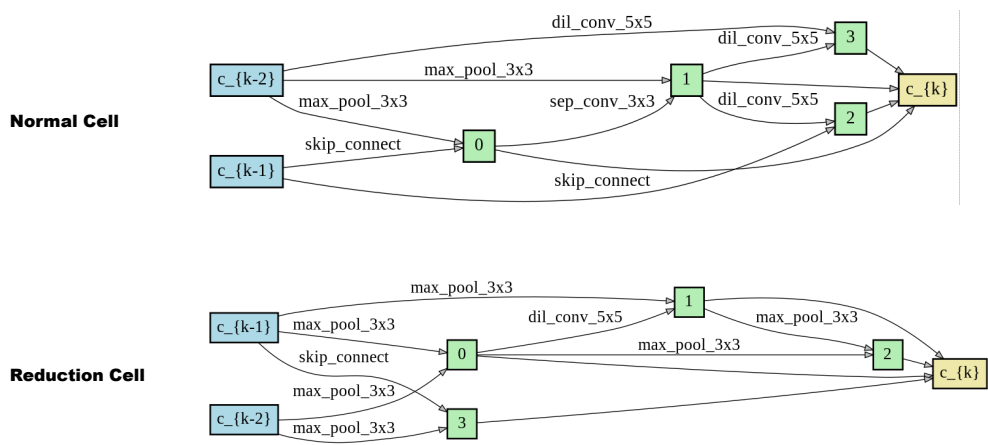 dil_conv_5x5
3
dil_conv_5x5
c_{k-2}
max_pool_3x3
1
c_{k}
max_pool_3x3
sep_conv_3x3
dil_conv_5x5
2
Normal Cell
skip_connect
0
c_{k-1}
skip_connect
max_pool_3x3
1
c_{k-1}
max_pool_3x3
dil_conv_5x5
max_pool_3x3
skip_connect
0
max_pool_3x3
2
c_{k}
Reduction Cell
max_pool_3x3
c_{k-2}
max_pool_3x3
3